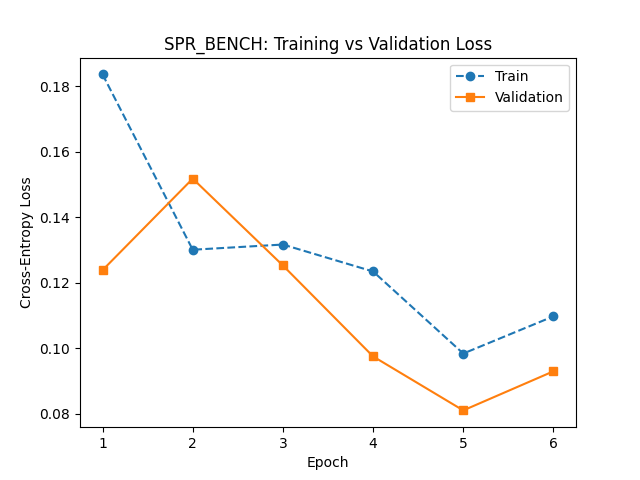 SPR_BENCH: Training vs Validation Loss
Train
Validation
Cross-Entropy Loss
0.18
0.16
0.14
0.12
0.10
0.08
1 2 3 4 5 6
Epoch